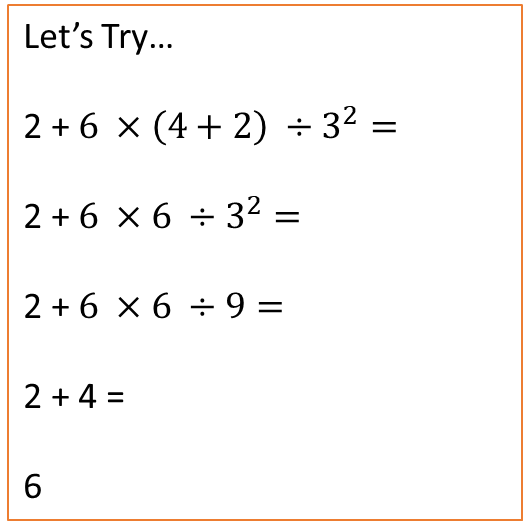 Let's Try...
2 + 6 × (4 + 2) ÷ 3² =
2 + 6 × 6 ÷ 3² =
2 + 6 × 6 ÷ 9 =
2 + 4 =
6